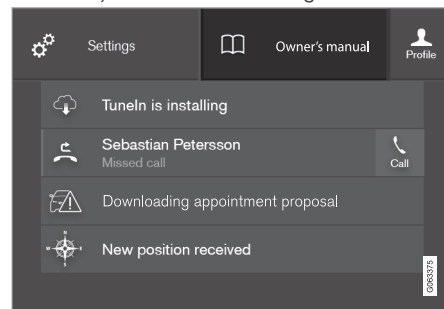 Settings
Owner's manual
Profile
TuneIn is installing
Sebastian Petersson
Missed call
Call
Downloading appointment proposal
New position received
G063375